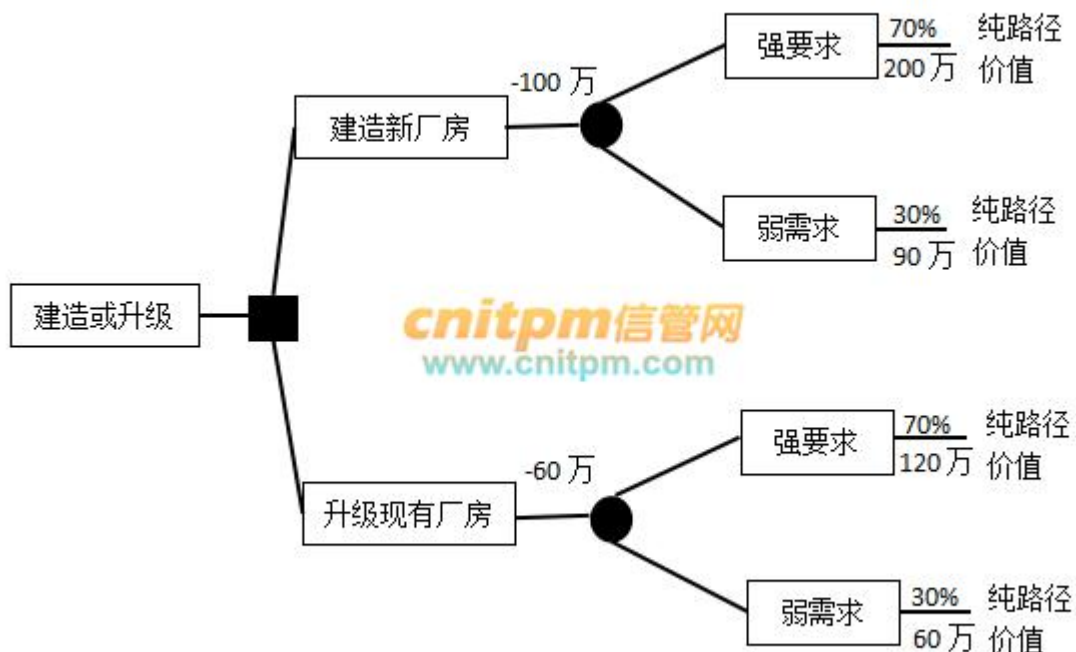 强要求
70%
200 万
纯路径
价值
-100 万
建造新厂房
弱需求
30%
90 万
纯路径
价值
建造或升级
cnitpm信管网
www.cnitpm.com
强要求
70%
120 万
纯路径
价值
-60 万
升级现有厂房
弱需求
30%
60 万
纯路径
价值